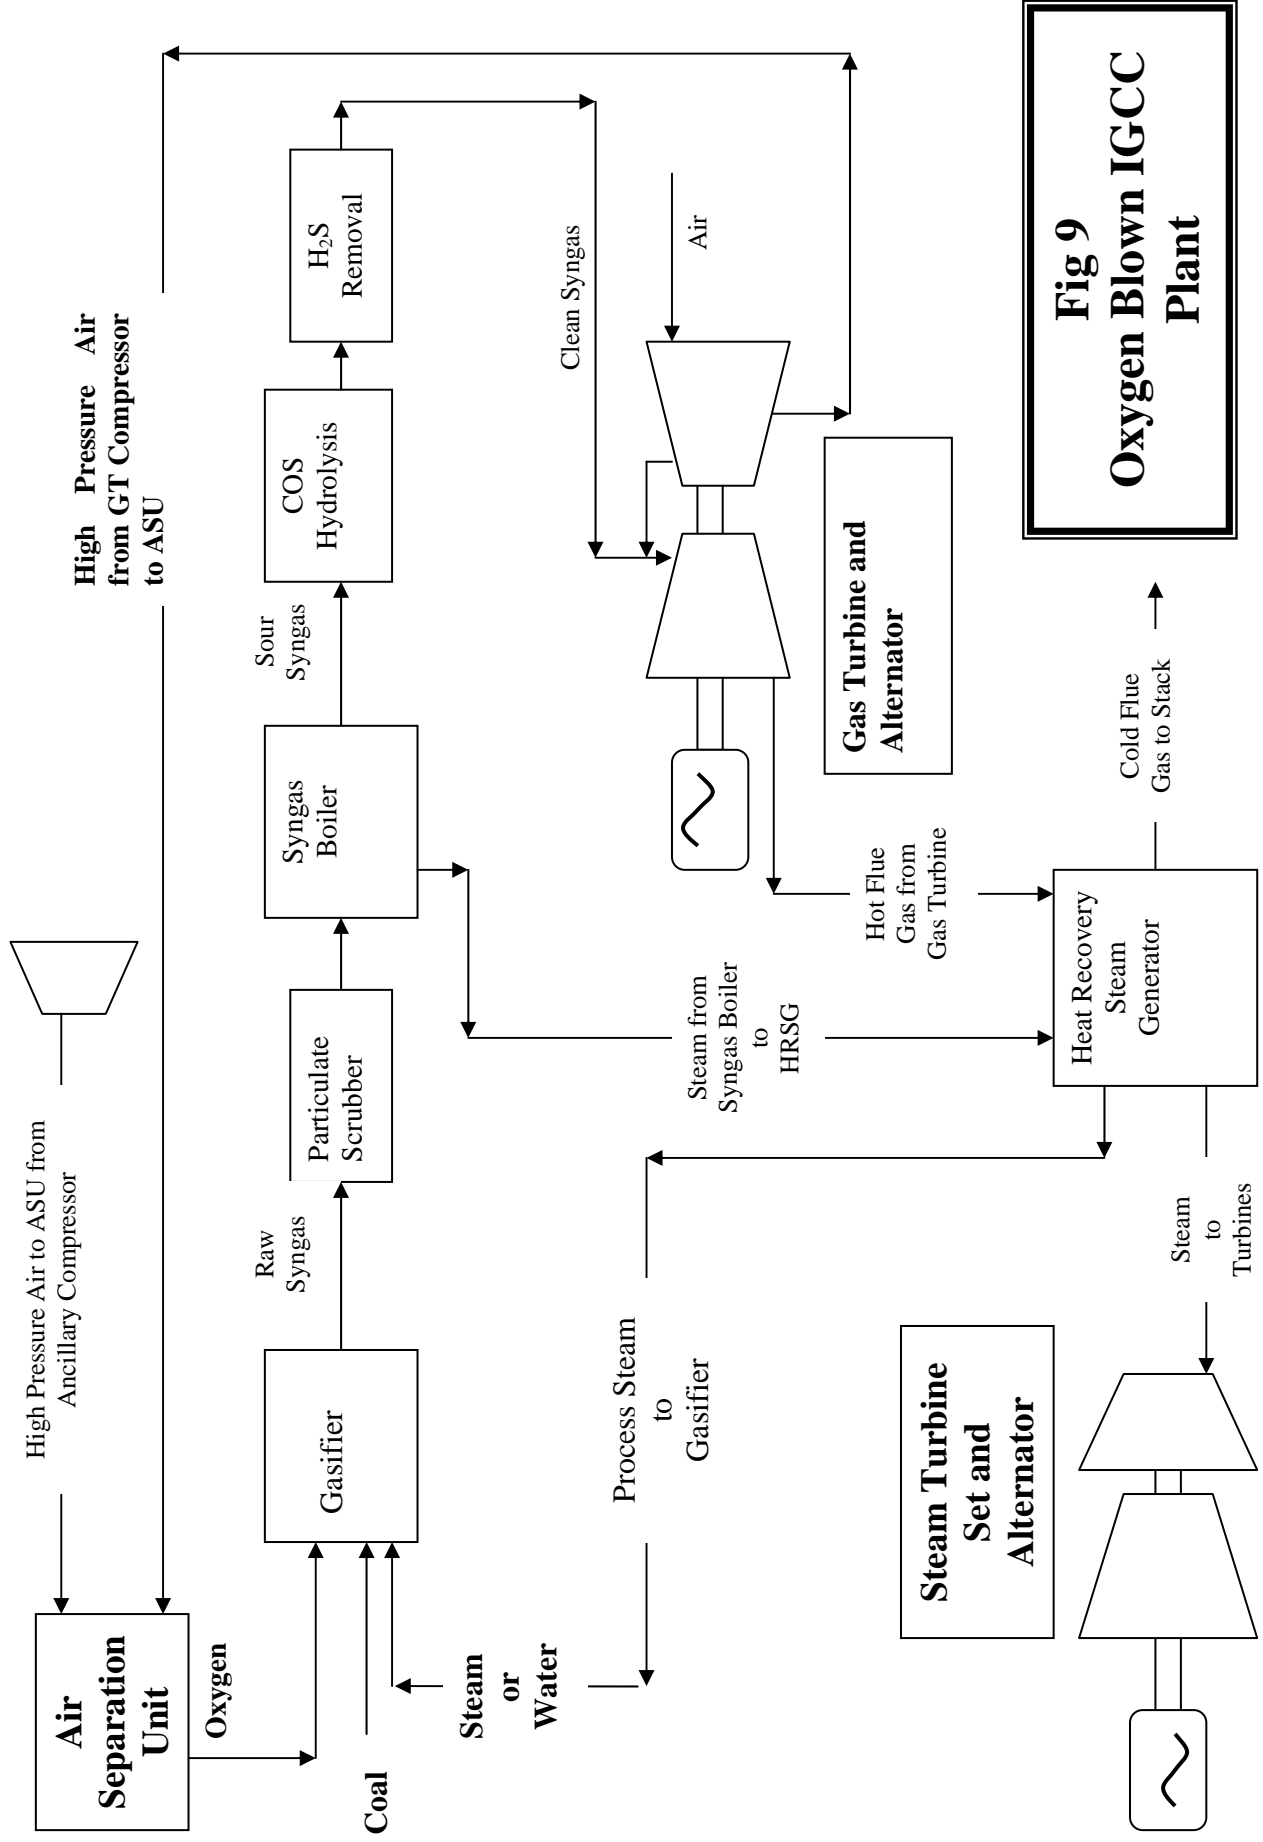 High Pressure Air to ASU from
Ancillary Compressor
High Pressure Air
from GT Compressor
to ASU
Air
Separation
Unit
Oxygen
Coal
Steam
or
Water
Gasifier
Raw
Syngas
Particulate
Scrubber
Syngas
Boiler
Sour
Syngas
COS
Hydrolysis
H₂S
Removal
Clean Syngas
Air
Process Steam
to
Gasifier
Steam from
Syngas Boiler
to
HRSG
Gas Turbine and
Alternator
Hot Flue
Gas from
Gas Turbine
Steam Turbine
Set and
Alternator
Steam
to
Turbines
Heat Recovery
Steam
Generator
Cold Flue
Gas to Stack
Fig 9
Oxygen Blown IGCC
Plant